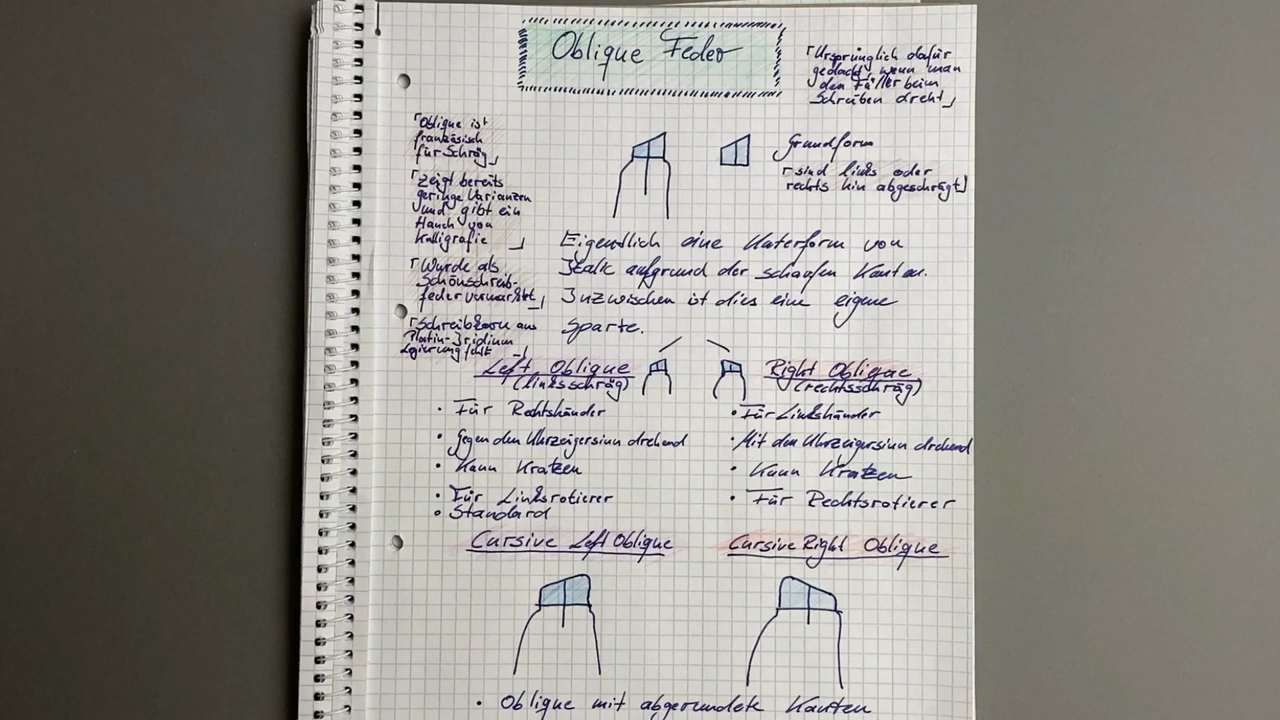 Oblique Feder
「Ursprünglich dafür
gedacht, wenn man
den Füller beim
Schreiben dreht」
「Oblique ist
französisch
für Schräg」
「Zeigt bereits
geringe Varianzen
und gibt ein
Hauch von
Kalligrafie」
「Wurde als
Schönschreib-
feder vermarktet」
「Schreibkorn aus
Platin-Iridium
Legierung fehlt」
Grundform
「sind links oder
rechts hin abgeschrägt」
Eigendlich eine Unterform von
Italic aufgrund der scharfen Kanten.
Inzwischen ist dies eine eigene
Sparte.
Left Oblique
(linksschräg)
• Für Rechtshänder
• Gegen den Uhrzeigersinn drehend
• Kann Kratzen
• Für Linksrotierer
• Standard
Right Oblique
(rechtsschräg)
• Für Linkshänder
• Mit dem Uhrzeigersinn drehend
• Kann Kratzen
• Für Rechtsrotierer
Cursive Left Oblique
Cursive Right Oblique
• Oblique mit abgerundete Kanten